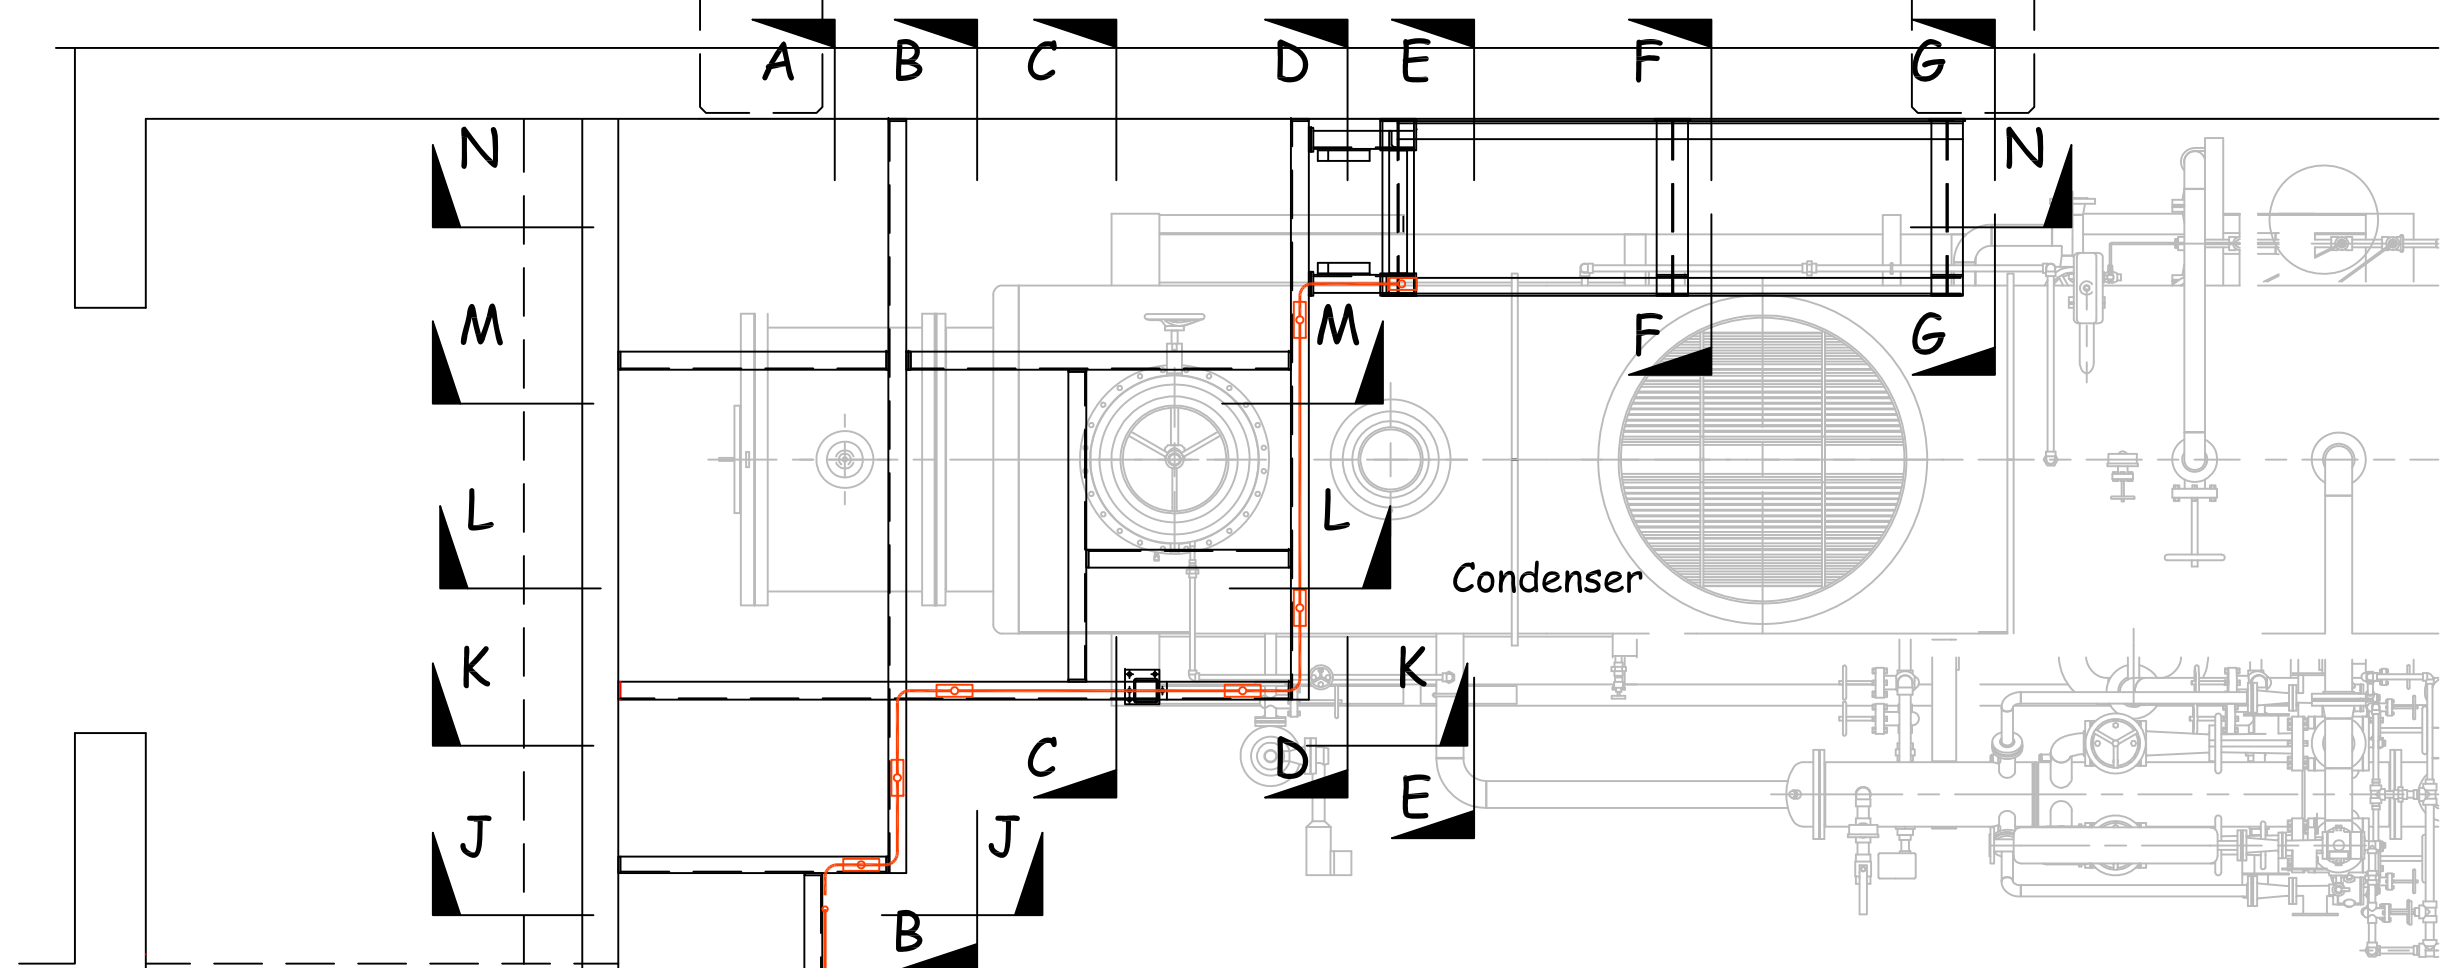 A B C D E F G
N N
M M F G
L L
Condenser
K K
C D E
J J
B